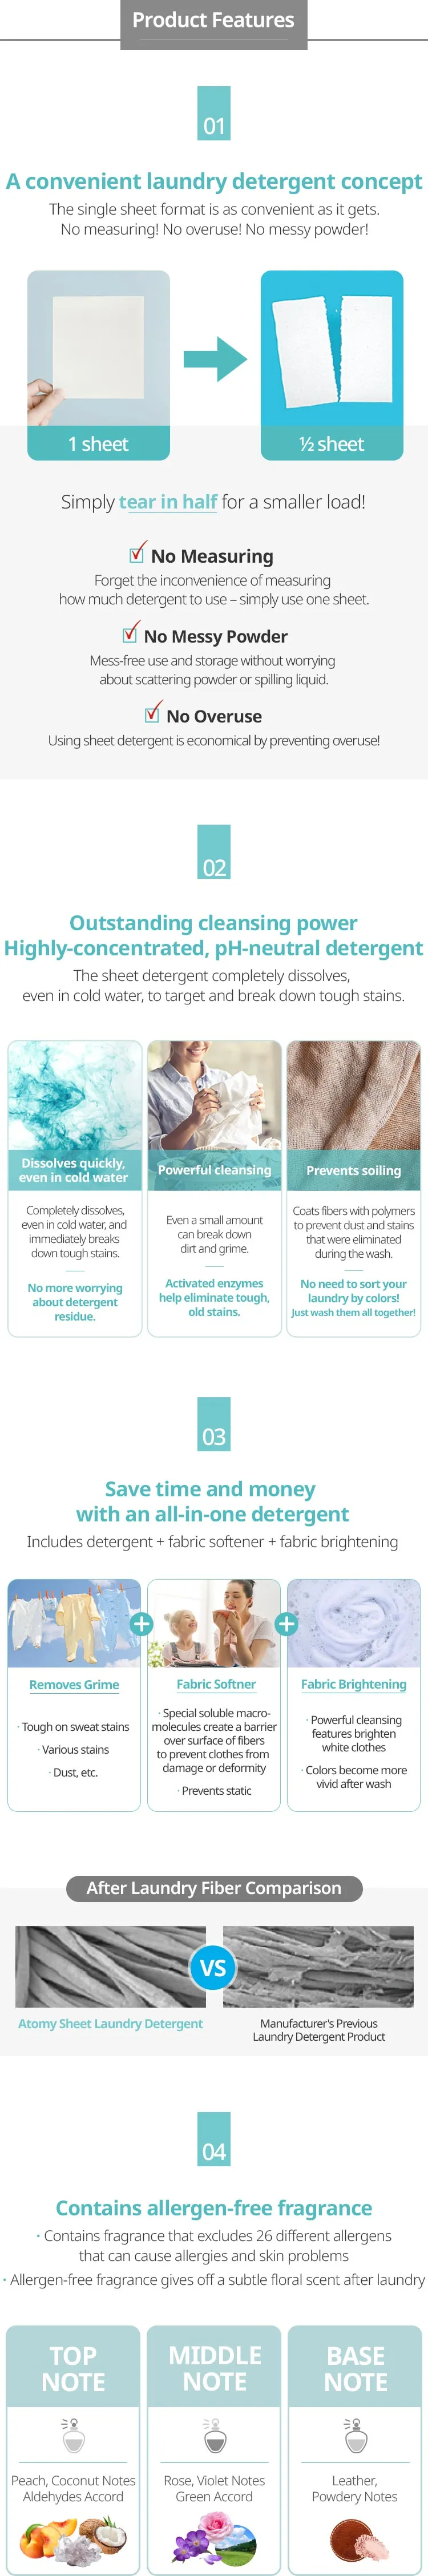 Product Features
01
A convenient laundry detergent concept
The single sheet format is as convenient as it gets.
No measuring! No overuse! No messy powder!
1 sheet
½ sheet
Simply tear in half for a smaller load!
No Measuring
Forget the inconvenience of measuring
how much detergent to use – simply use one sheet.
No Messy Powder
Mess-free use and storage without worrying
about scattering powder or spilling liquid.
No Overuse
Using sheet detergent is economical by preventing overuse!
02
Outstanding cleansing power
Highly-concentrated, pH-neutral detergent
The sheet detergent completely dissolves,
even in cold water, to target and break down tough stains.
Dissolves quickly,
even in cold water
Completely dissolves,
even in cold water, and
immediately breaks
down tough stains.
No more worrying
about detergent
residue.
Powerful cleansing
Even a small amount
can break down
dirt and grime.
Activated enzymes
help eliminate tough,
old stains.
Prevents soiling
Coats fibers with polymers
to prevent dust and stains
that were eliminated
during the wash.
No need to sort your
laundry by colors!
Just wash them all together!
03
Save time and money
with an all-in-one detergent
Includes detergent + fabric softener + fabric brightening
Removes Grime
· Tough on sweat stains
· Various stains
· Dust, etc.
+
Fabric Softner
· Special soluble macro-
molecules create a barrier
over surface of fibers
to prevent clothes from
damage or deformity
· Prevents static
+
Fabric Brightening
· Powerful cleansing
features brighten
white clothes
· Colors become more
vivid after wash
After Laundry Fiber Comparison
VS
Atomy Sheet Laundry Detergent
Manufacturer's Previous
Laundry Detergent Product
04
Contains allergen-free fragrance
· Contains fragrance that excludes 26 different allergens
that can cause allergies and skin problems
· Allergen-free fragrance gives off a subtle floral scent after laundry
TOP
NOTE
Peach, Coconut Notes
Aldehydes Accord
MIDDLE
NOTE
Rose, Violet Notes
Green Accord
BASE
NOTE
Leather,
Powdery Notes